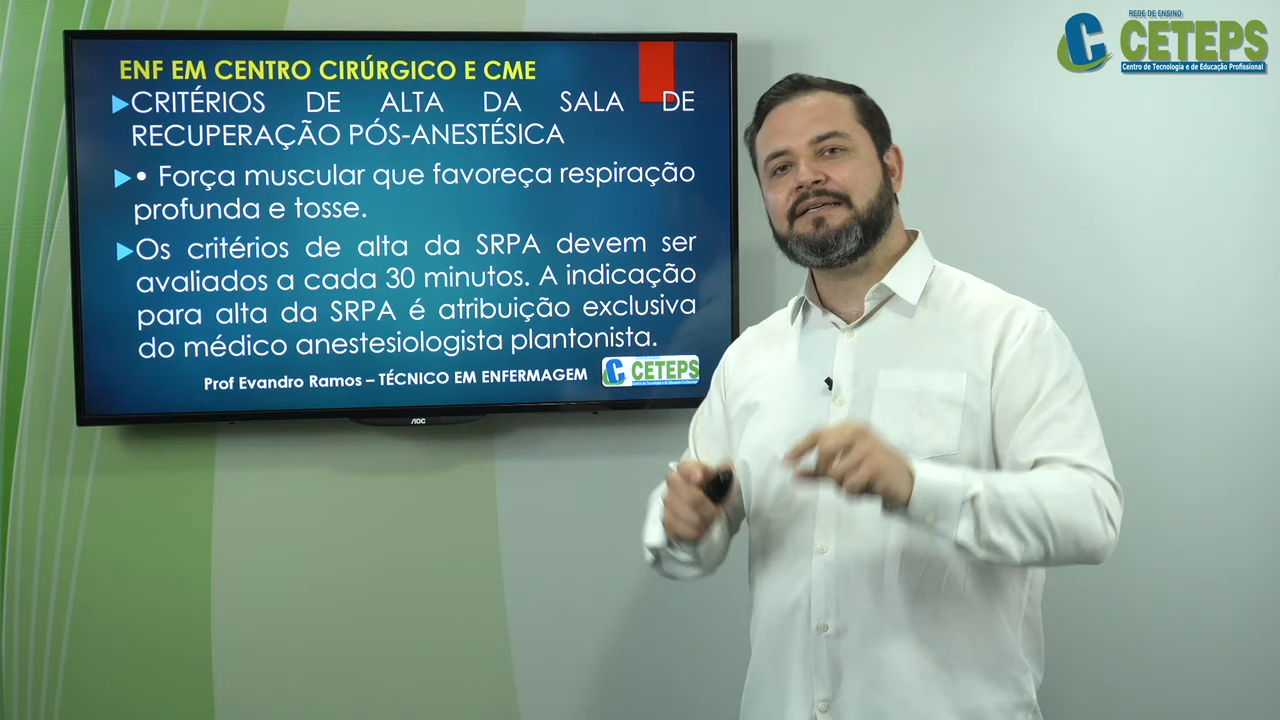 ENF EM CENTRO CIRÚRGICO E CME
CRITÉRIOS DE ALTA DA SALA DE
RECUPERAÇÃO PÓS-ANESTÉSICA
• Força muscular que favoreça respiração
profunda e tosse.
Os critérios de alta da SRPA devem ser
avaliados a cada 30 minutos. A indicação
para alta da SRPA é atribuição exclusiva
do médico anestesiologista plantonista.
Prof Evandro Ramos – TÉCNICO EM ENFERMAGEM
CETEPS
AOC
REDE DE ENSINO
CETEPS
Centro de Tecnologia e de Educação Profissional